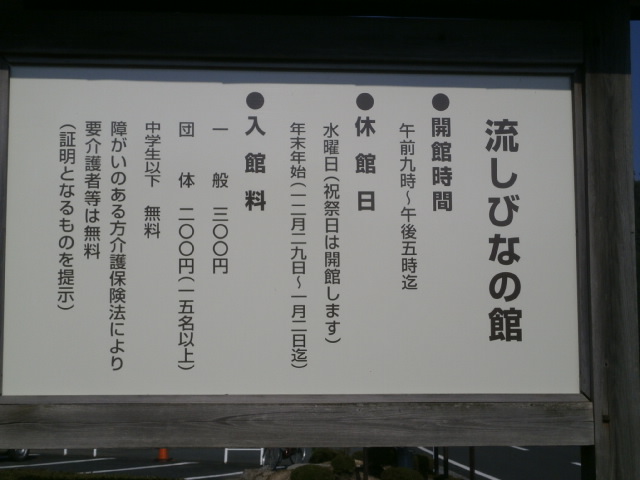 流しびなの館
●開館時間
午前九時～午後五時迄
●休館日
水曜日(祝祭日は開館します)
年末年始(一二月二九日～一月二日迄)
●入館料
一般 三〇〇円
団体 二〇〇円(一五名以上)
中学生以下 無料
障がいのある方介護保険法により
要介護者等は無料
(証明となるものを提示)